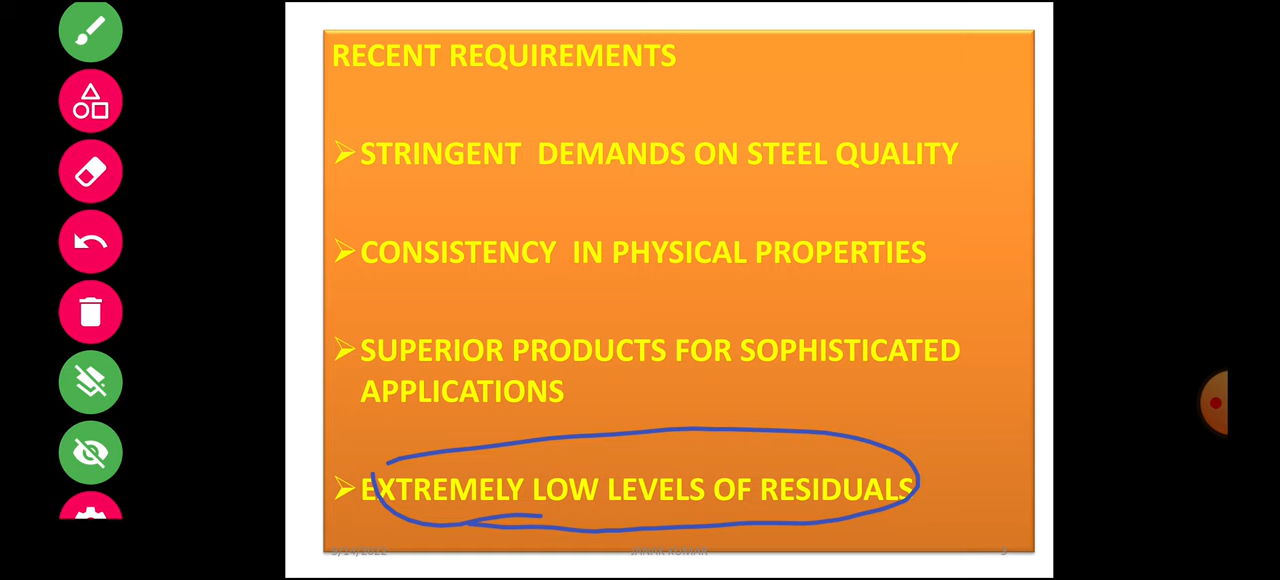 RECENT REQUIREMENTS
➢STRINGENT DEMANDS ON STEEL QUALITY
➢CONSISTENCY IN PHYSICAL PROPERTIES
➢SUPERIOR PRODUCTS FOR SOPHISTICATED
APPLICATIONS
➢EXTREMELY LOW LEVELS OF RESIDUALS